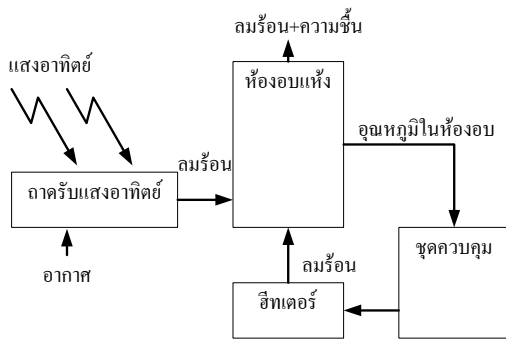 ลมร้อน+ความชื้น
แสงอาทิตย์
ห้องอบแห้ง
อุณหภูมิในห้องอบ
ลมร้อน
ถาดรับแสงอาทิตย์
อากาศ
ลมร้อน
ชุดควบคุม
ฮีทเตอร์